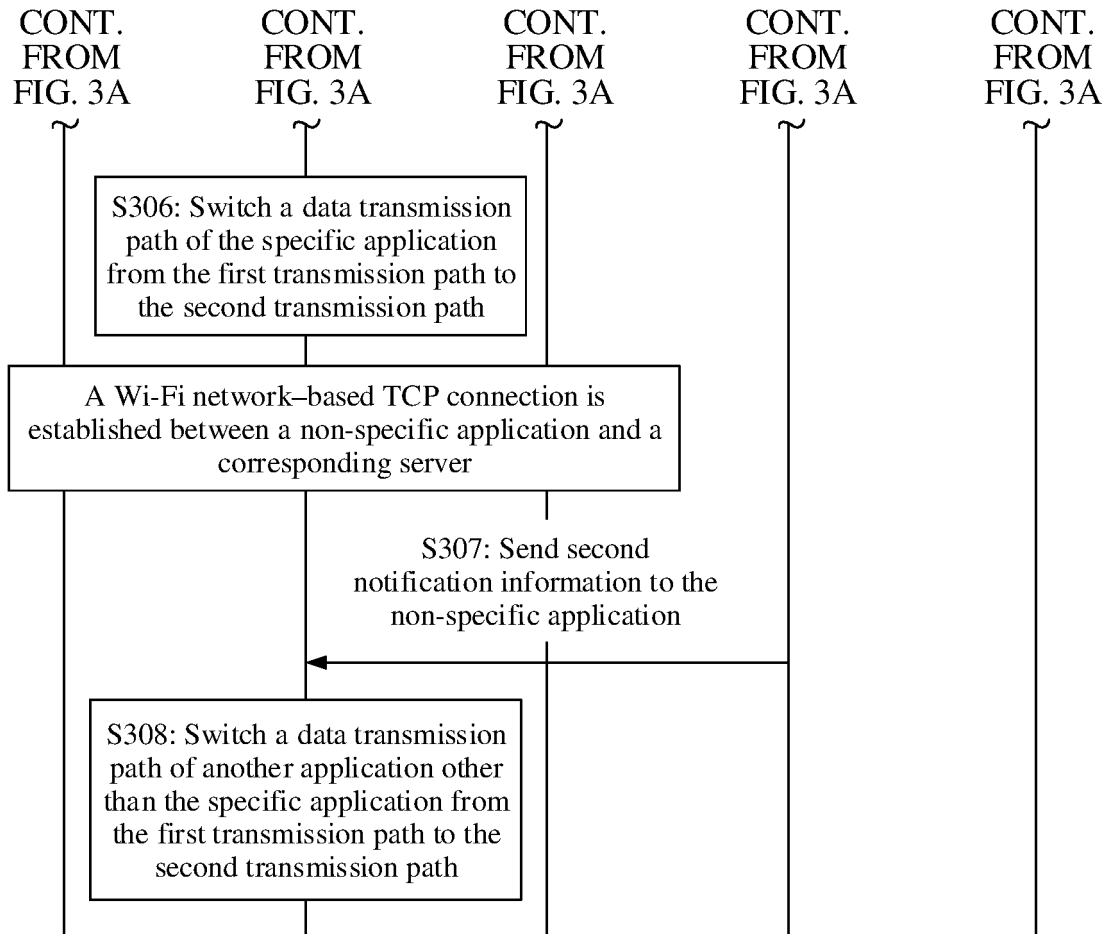 CONT. FROM FIG. 3A
CONT. FROM FIG. 3A
CONT. FROM FIG. 3A
CONT. FROM FIG. 3A
CONT. FROM FIG. 3A
S306: Switch a data transmission
path of the specific application
from the first transmission path to
the second transmission path
A Wi-Fi network–based TCP connection is
established between a non-specific application and a
corresponding server
S307: Send second
notification information to the
non-specific application
S308: Switch a data transmission
path of another application other
than the specific application from
the first transmission path to the
second transmission path